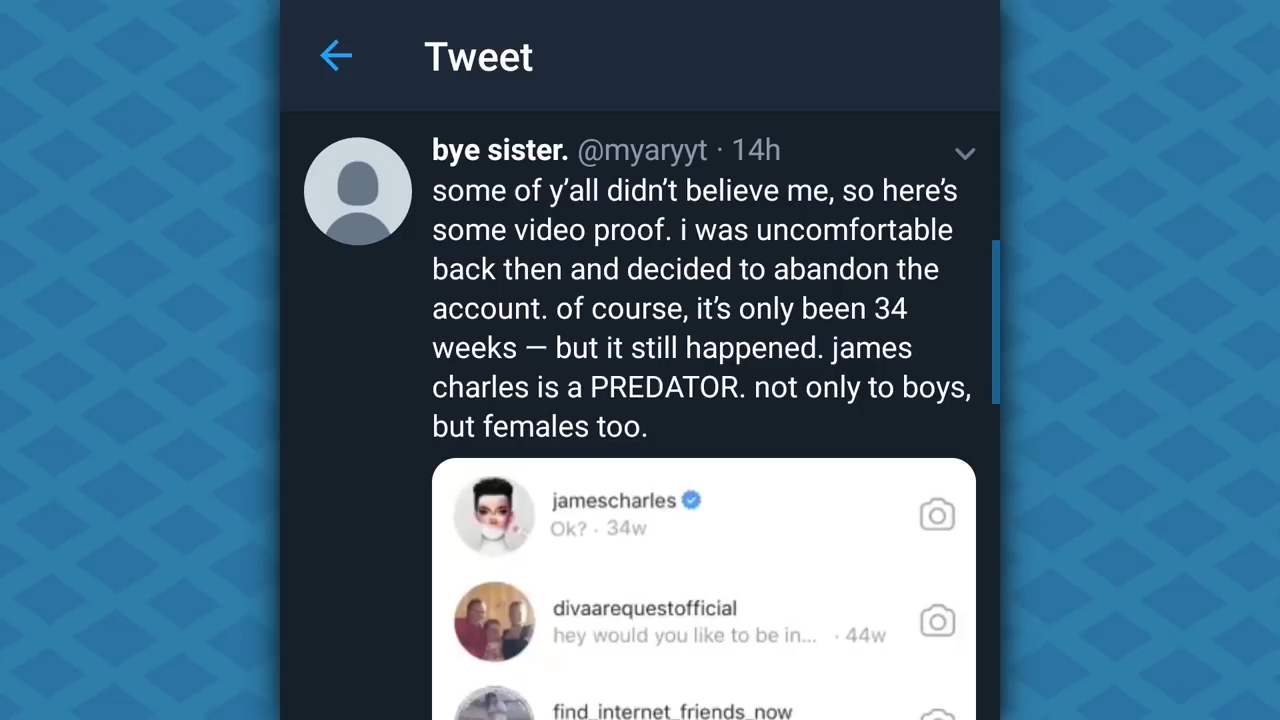 Tweet
bye sister. @myaryyt · 14h
some of y’all didn’t believe me, so here’s
some video proof. i was uncomfortable
back then and decided to abandon the
account. of course, it’s only been 34
weeks — but it still happened. james
charles is a PREDATOR. not only to boys,
but females too.
jamescharles
Ok? · 34w
divaarequestofficial
hey would you like to be in... · 44w
find_internet_friends_now